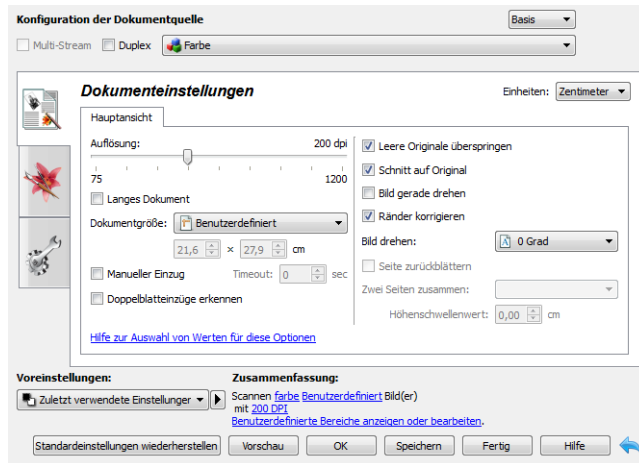 Konfiguration der Dokumentquelle
Basis
Multi-Stream
Duplex
Farbe
Dokumenteinstellungen
Einheiten:
Zentimeter
Hauptansicht
Auflösung:
200 dpi
75
1200
Langes Dokument
Dokumentgröße:
Benutzerdefiniert
21,6 × 27,9 cm
Manueller Einzug
Timeout: 0 sec
Doppelblatteinzüge erkennen
Hilfe zur Auswahl von Werten für diese Optionen
Leere Originale überspringen
Schnitt auf Original
Bild gerade drehen
Ränder korrigieren
Bild drehen:
0 Grad
Seite zurückblättern
Zwei Seiten zusammen:
Höhenschwellenwert: 0,00 cm
Voreinstellungen:
Zuletzt verwendete Einstellunger
Zusammenfassung:
Scannen farbe Benutzerdefiniert Bild(er)
mit 200 DPI
Benutzerdefinierte Bereiche anzeigen oder bearbeiten.
Standardeinstellungen wiederherstellen
Vorschau
OK
Speichern
Fertig
Hilfe